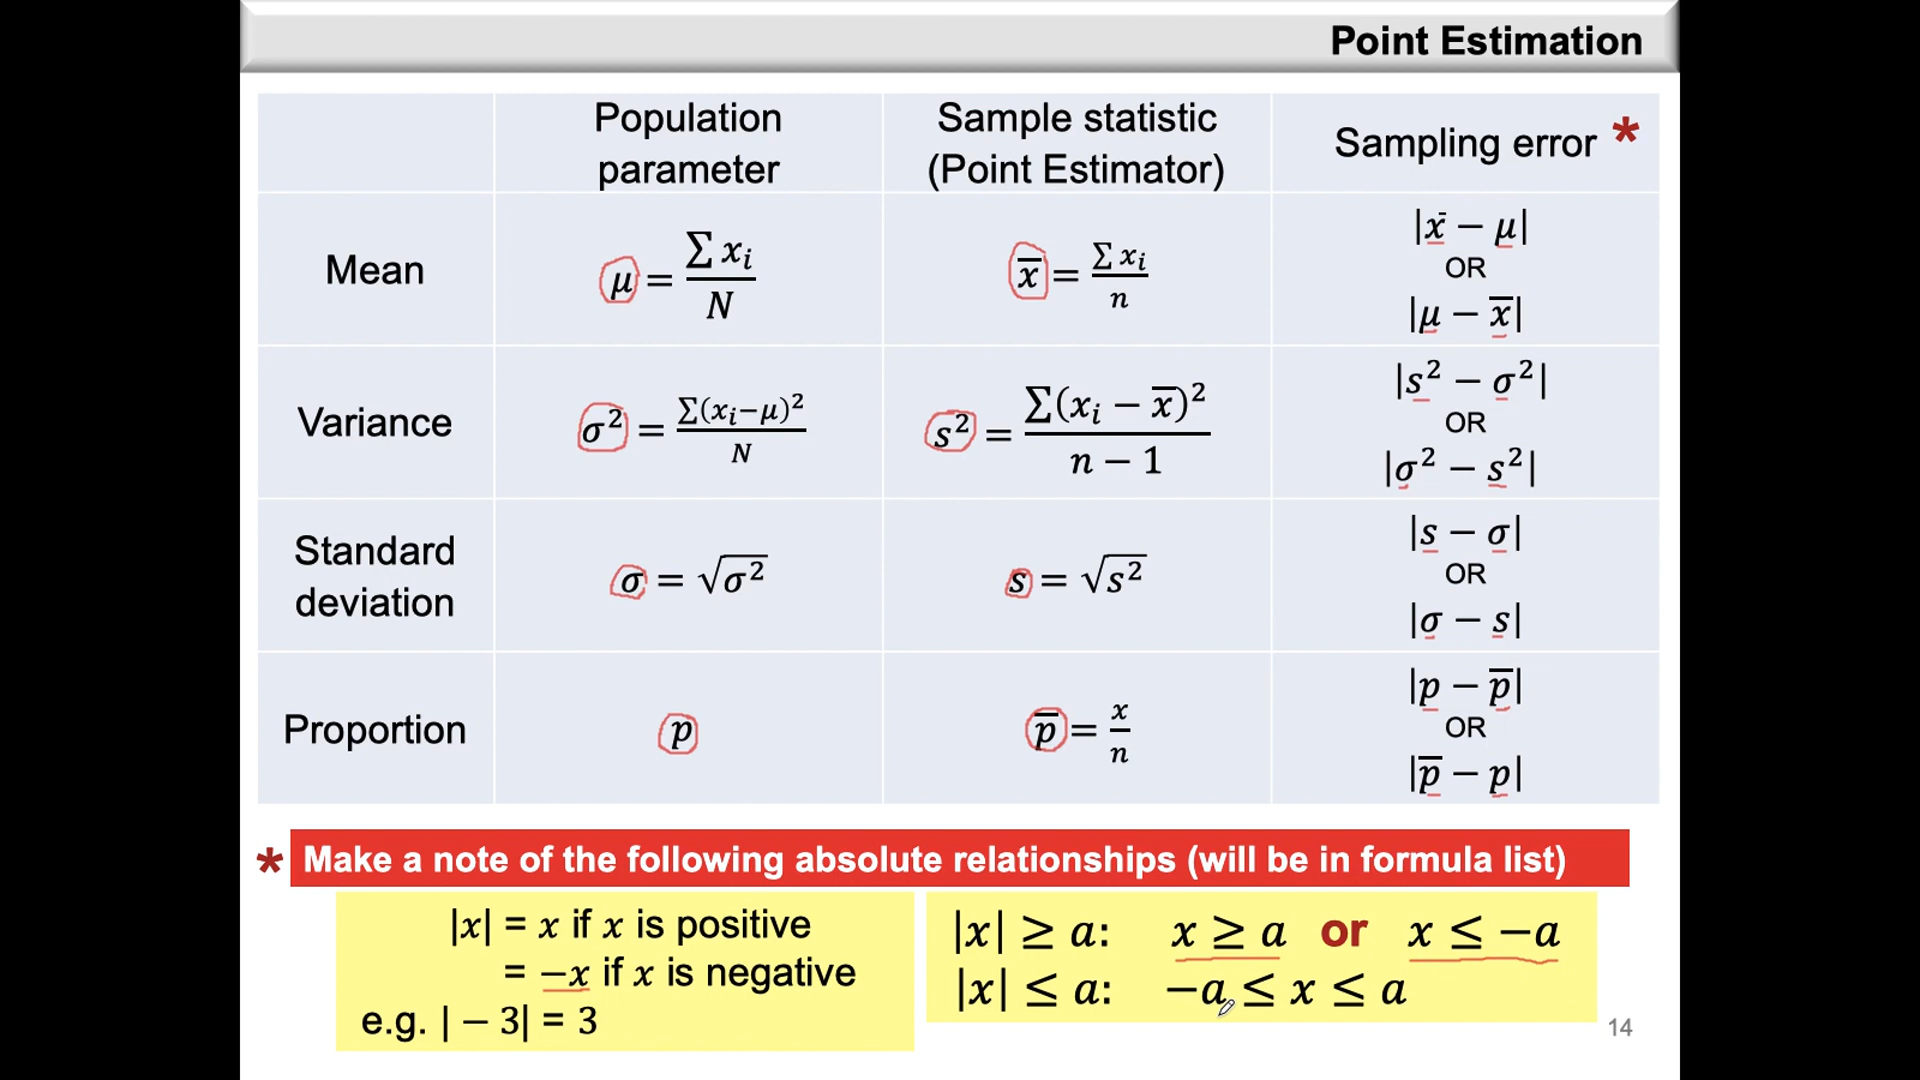 Point Estimation
Population parameter
Sample statistic (Point Estimator)
Sampling error *
Mean
μ = ∑ xᵢ / N
x̅ = ∑ xᵢ / n
|x̄ − μ|
OR
|μ − x̅|
Variance
σ² = ∑(xᵢ−μ)² / N
s² = ∑(xᵢ − x̅)² / n − 1
|s² − σ²|
OR
|σ² − s²|
Standard deviation
σ = √σ²
s = √s²
|s − σ|
OR
|σ − s|
Proportion
p
p̅ = x / n
|p − p̅|
OR
|p̅ − p|
* Make a note of the following absolute relationships (will be in formula list)
|x| = x if x is positive
= −x if x is negative
e.g. | − 3| = 3
|x| ≥ a: x ≥ a or x ≤ −a
|x| ≤ a: −a ≤ x ≤ a
14